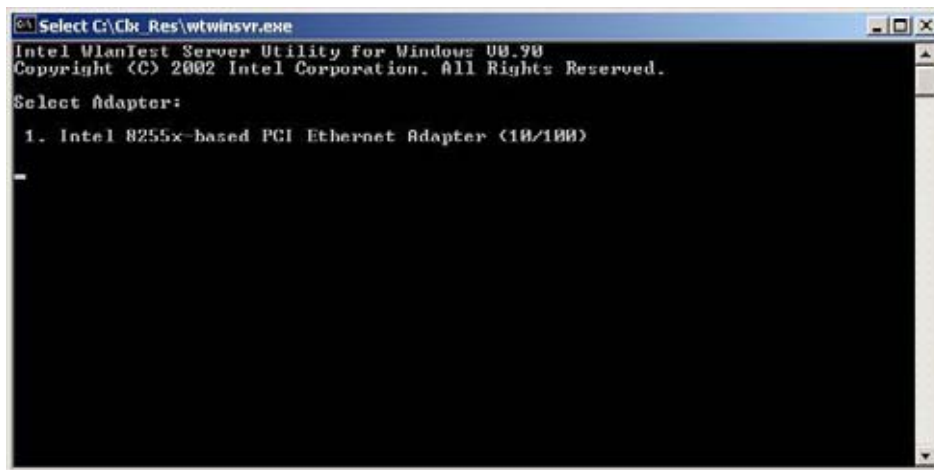 Select C:\Clx_Res\wtwinsvr.exe
Intel WlanTest Server Utility for Windows V0.90
Copyright (C) 2002 Intel Corporation. All Rights Reserved.
Select Adapter:
1. Intel 8255x-based PCI Ethernet Adapter (10/100)